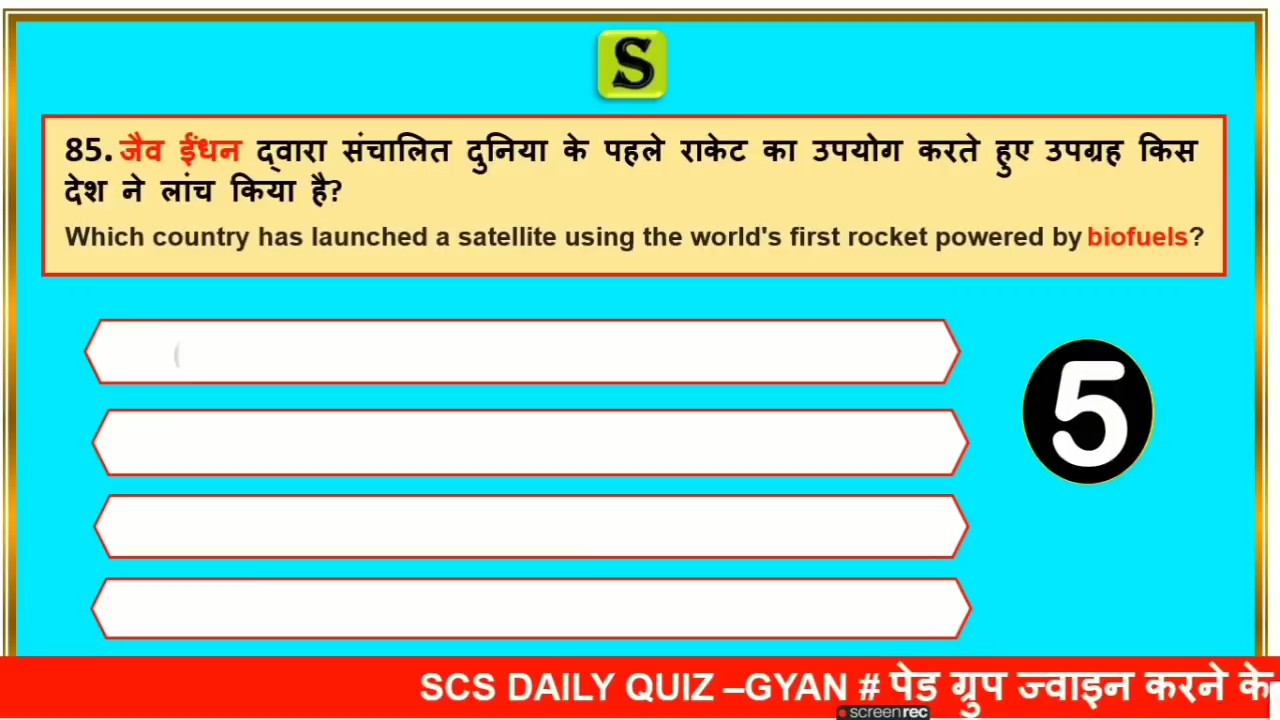 S
85. जैव ईंधन द्वारा संचालित दुनिया के पहले राकेट का उपयोग करते हुए उपग्रह किस
देश ने लांच किया है?
Which country has launched a satellite using the world's first rocket powered by biofuels?
(
5
SCS DAILY QUIZ –GYAN # पेड ग्रुप ज्वाइन करने के
screenrec